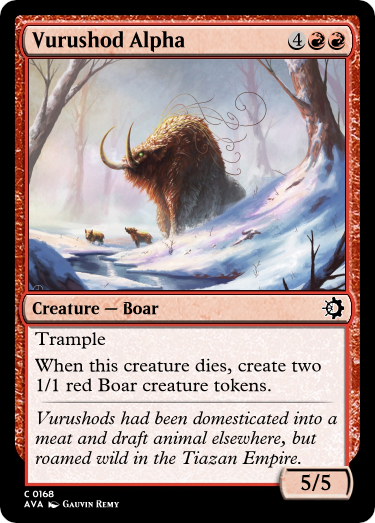 Vurushod Alpha 4
Creature — Boar
Trample
When this creature dies, create two
1/1 red Boar creature tokens.
Vurushods had been domesticated into a
meat and draft animal elsewhere, but
roamed wild in the Tiazan Empire.
5/5
C 0168
AVA Gauvin Remy